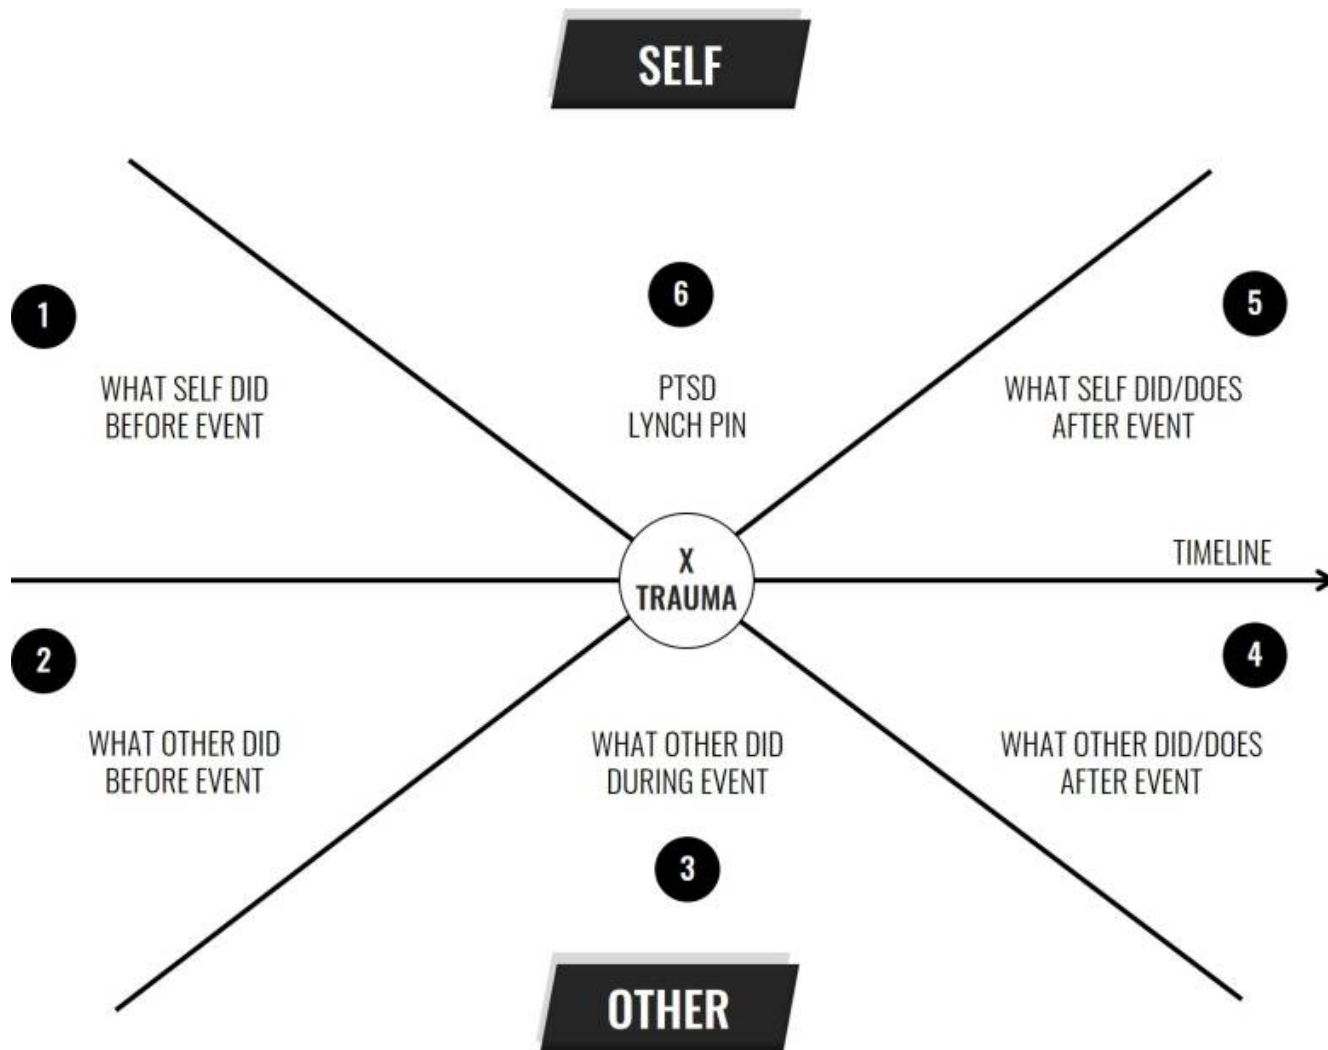 SELF
1
WHAT SELF DID
BEFORE EVENT
6
PTSD
LYNCH PIN
5
WHAT SELF DID/DOES
AFTER EVENT
X
TRAUMA
TIMELINE
2
WHAT OTHER DID
BEFORE EVENT
WHAT OTHER DID
DURING EVENT
3
4
WHAT OTHER DID/DOES
AFTER EVENT
OTHER